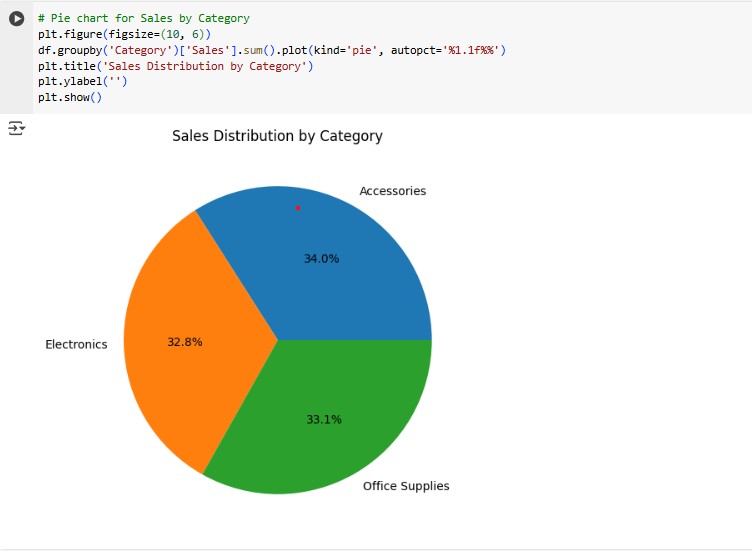 # Pie chart for Sales by Category
plt.figure(figsize=(10, 6))
df.groupby('Category')['Sales'].sum().plot(kind='pie', autopct='%1.1f%%')
plt.title('Sales Distribution by Category')
plt.ylabel('')
plt.show()
Sales Distribution by Category
Accessories
34.0%
Electronics
32.8%
33.1%
Office Supplies